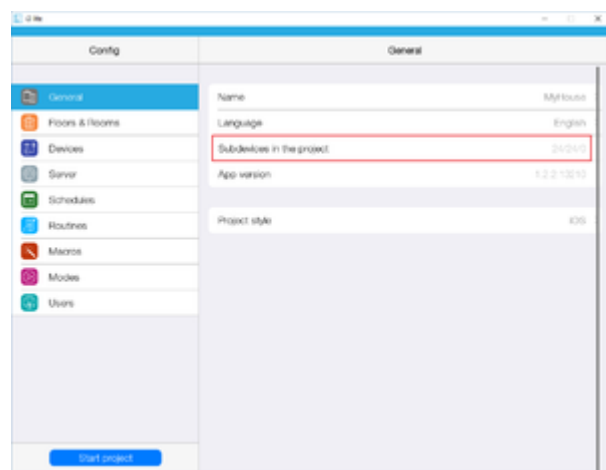 Config
General
General
Name
MyHouse
Floors & Rooms
Language
English
Devices
Subdevices in the project
Server
App version
Schedules
Routines
Project style
iOS
Macros
Modes
Users
Start project